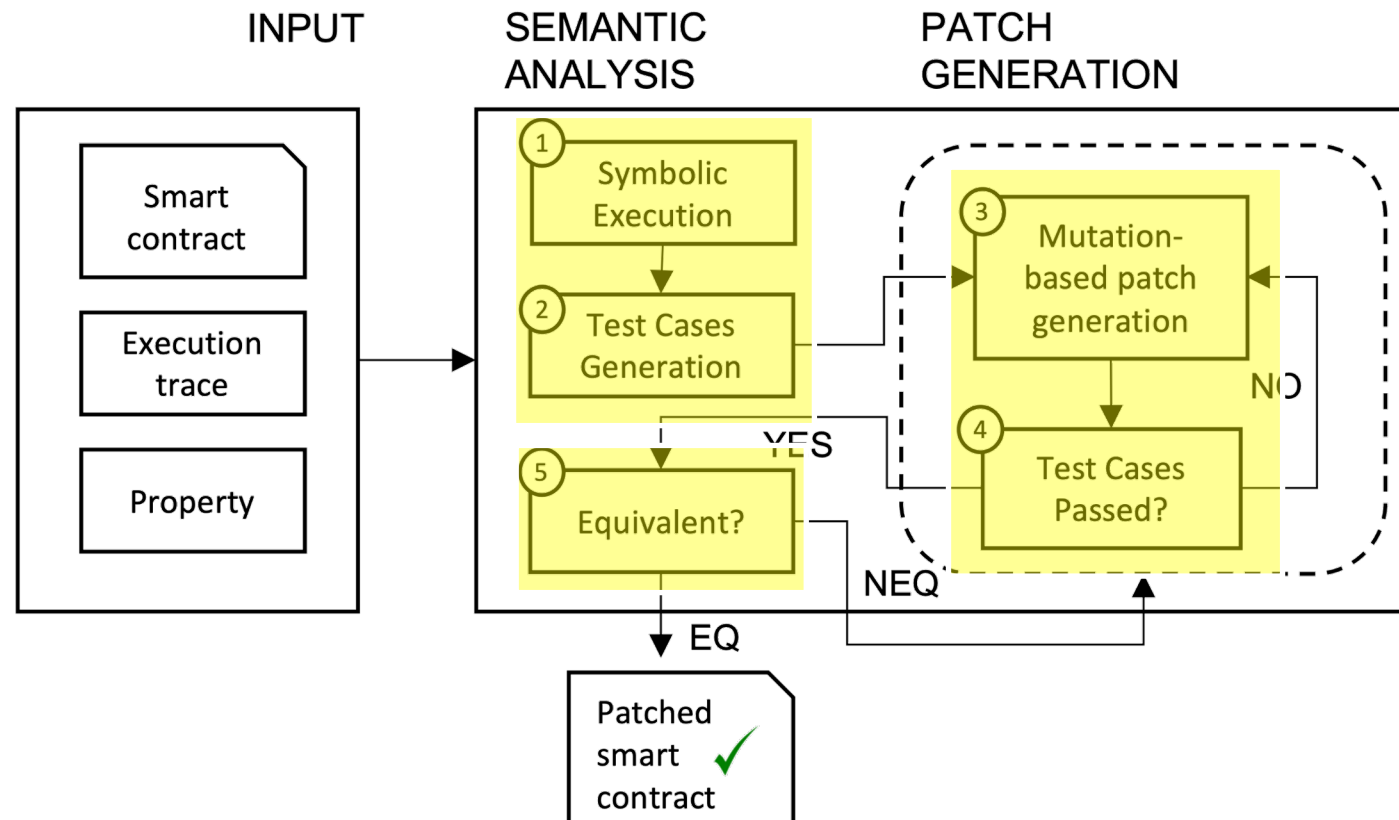 INPUT
SEMANTIC
ANALYSIS
PATCH
GENERATION
Smart
contract
Execution
trace
Property
1
Symbolic
Execution
2
Test Cases
Generation
3
Mutation-
based patch
generation
NO
4
Test Cases
Passed?
YES
5
Equivalent?
NEQ
EQ
Patched
smart
contract